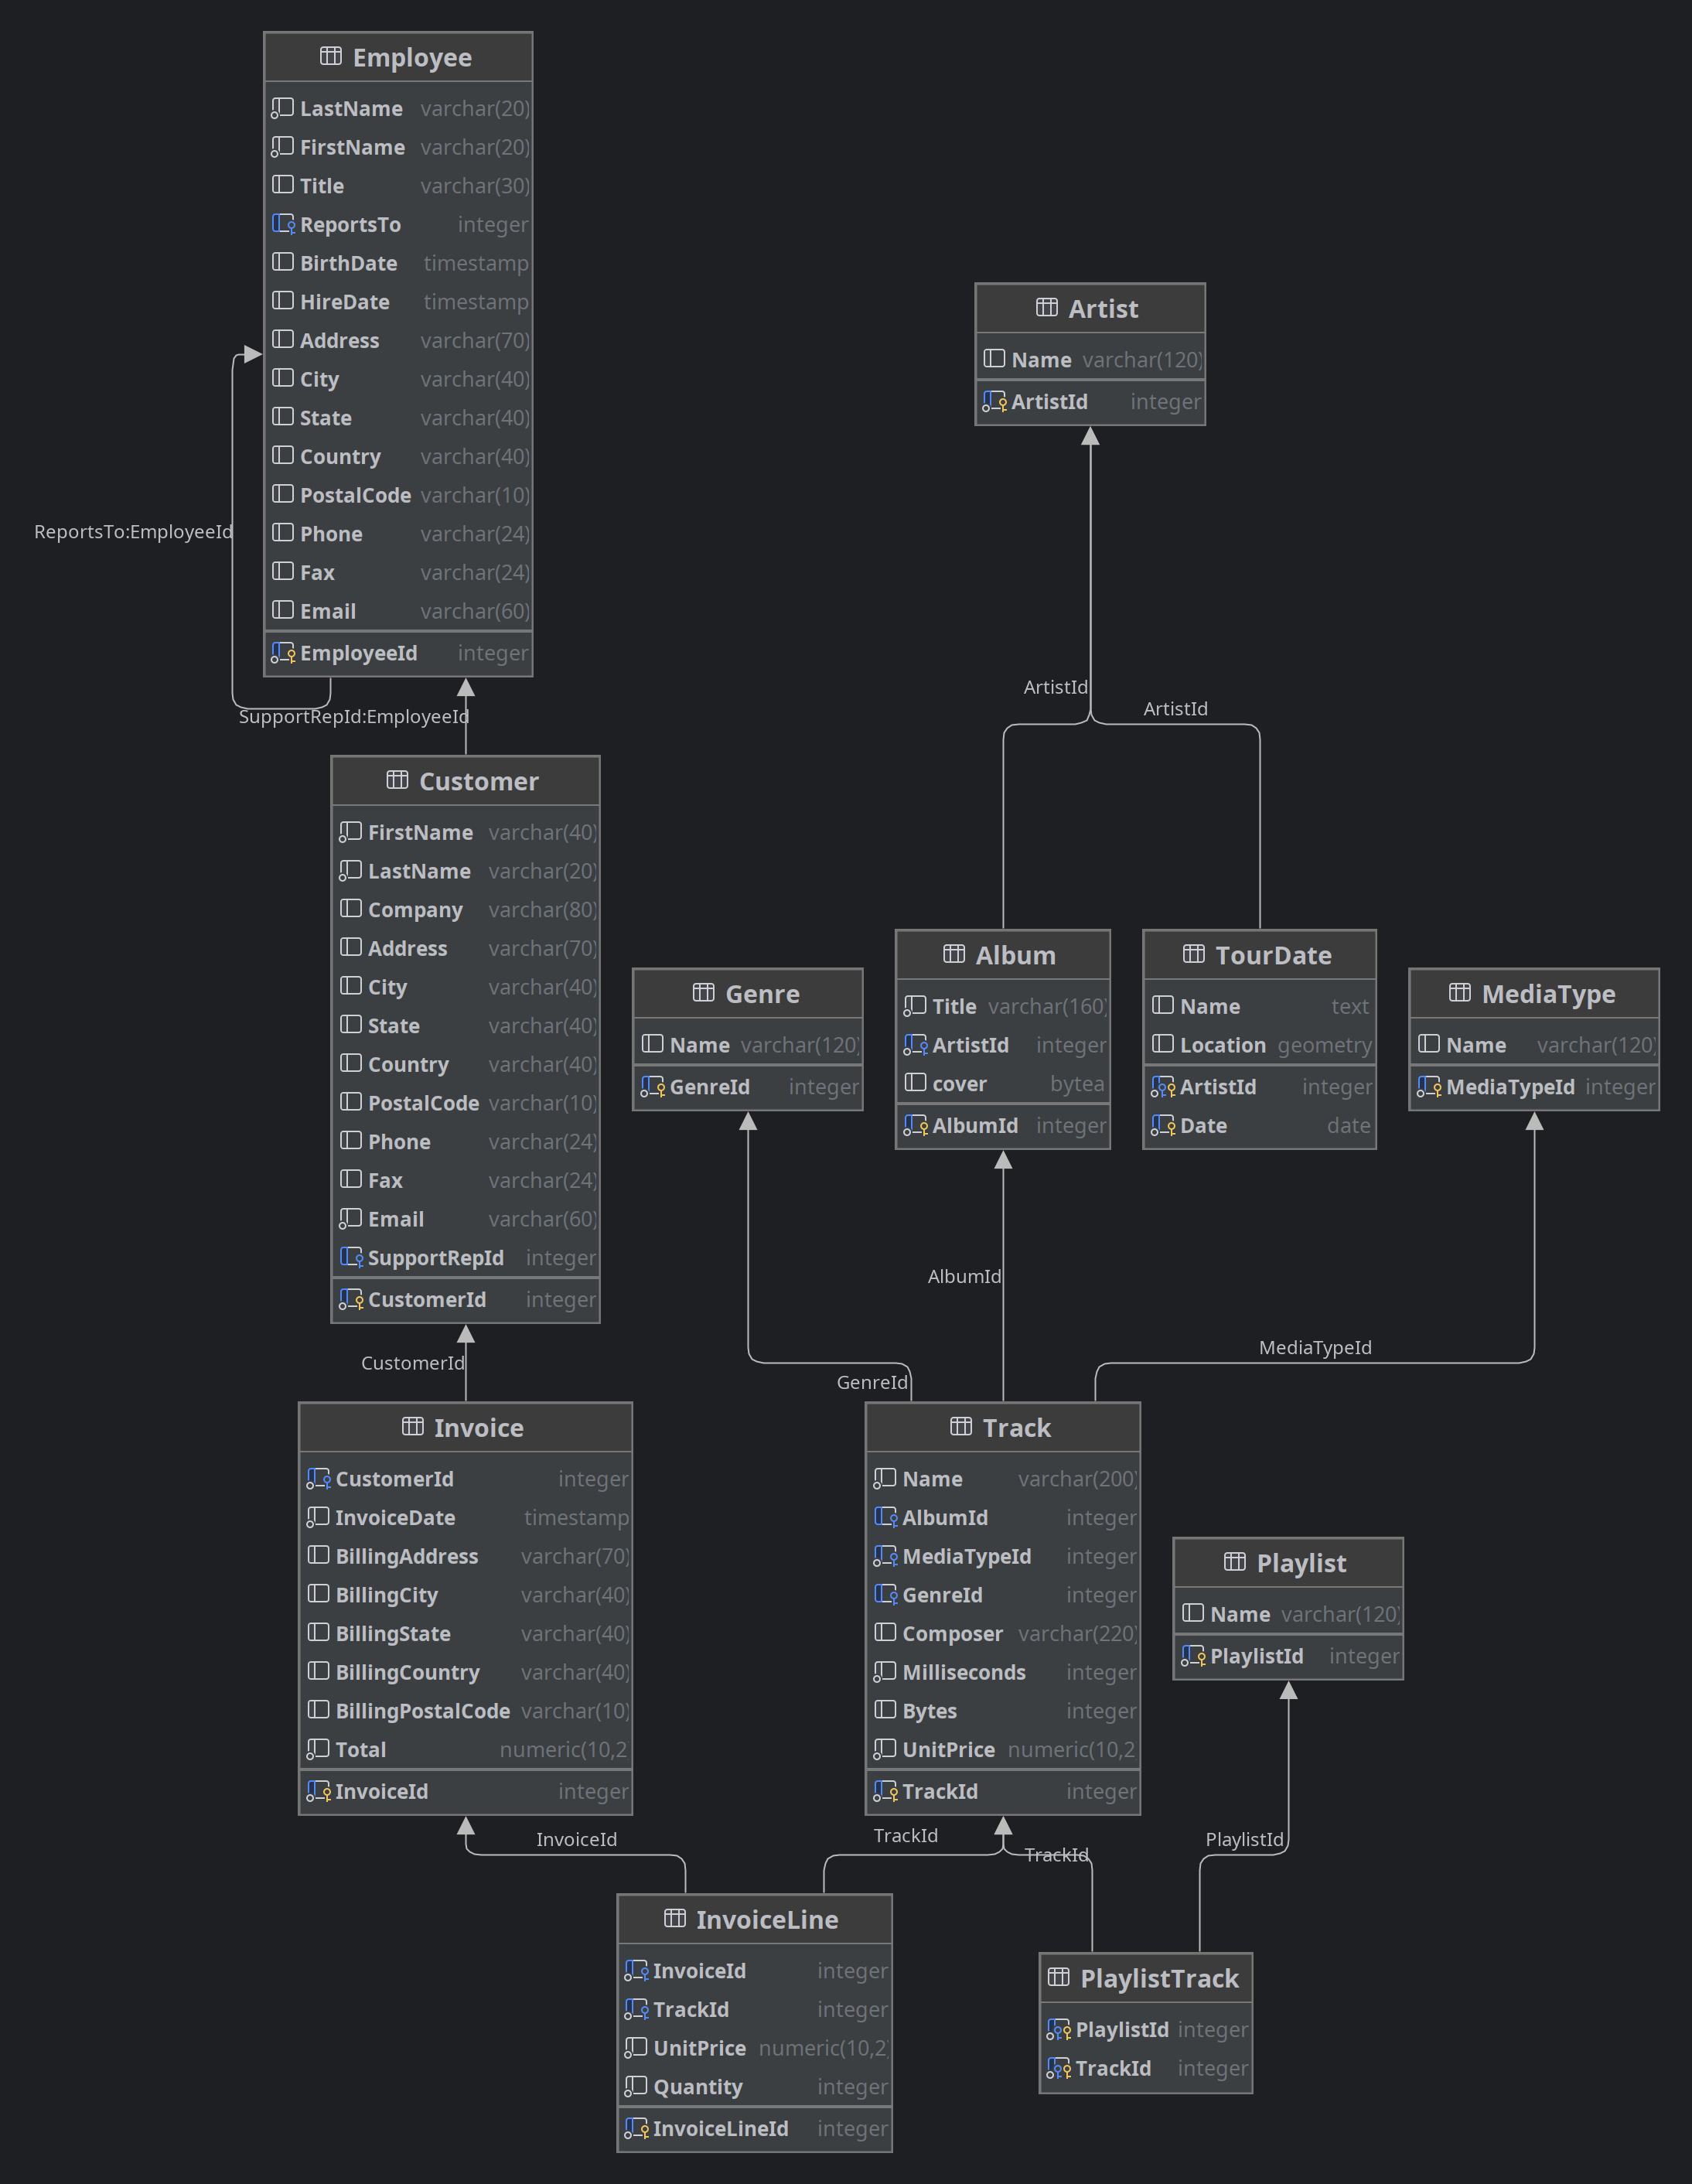 Employee
LastName varchar(20)
FirstName varchar(20)
Title varchar(30)
ReportsTo integer
BirthDate timestamp
HireDate timestamp
Address varchar(70)
City varchar(40)
State varchar(40)
Country varchar(40)
PostalCode varchar(10)
Phone varchar(24)
Fax varchar(24)
Email varchar(60)
EmployeeId integer
ReportsTo:EmployeeId
SupportRepId:EmployeeId
Artist
Name varchar(120)
ArtistId integer
ArtistId
ArtistId
Customer
FirstName varchar(40)
LastName varchar(20)
Company varchar(80)
Address varchar(70)
City varchar(40)
State varchar(40)
Country varchar(40)
PostalCode varchar(10)
Phone varchar(24)
Fax varchar(24)
Email varchar(60)
SupportRepId integer
CustomerId integer
Genre
Name varchar(120)
GenreId integer
Album
Title varchar(160)
ArtistId integer
cover bytea
AlbumId integer
TourDate
Name text
Location geometry
ArtistId integer
Date date
MediaType
Name varchar(120)
MediaTypeId integer
CustomerId
GenreId
AlbumId
MediaTypeId
Invoice
CustomerId integer
InvoiceDate timestamp
BillingAddress varchar(70)
BillingCity varchar(40)
BillingState varchar(40)
BillingCountry varchar(40)
BillingPostalCode varchar(10)
Total numeric(10,2
InvoiceId integer
Track
Name varchar(200)
AlbumId integer
MediaTypeId integer
GenreId integer
Composer varchar(220)
Milliseconds integer
Bytes integer
UnitPrice numeric(10,2
TrackId integer
Playlist
Name varchar(120)
PlaylistId integer
InvoiceId
TrackId
TrackId
PlaylistId
InvoiceLine
InvoiceId integer
TrackId integer
UnitPrice numeric(10,2)
Quantity integer
InvoiceLineId integer
PlaylistTrack
PlaylistId integer
TrackId integer